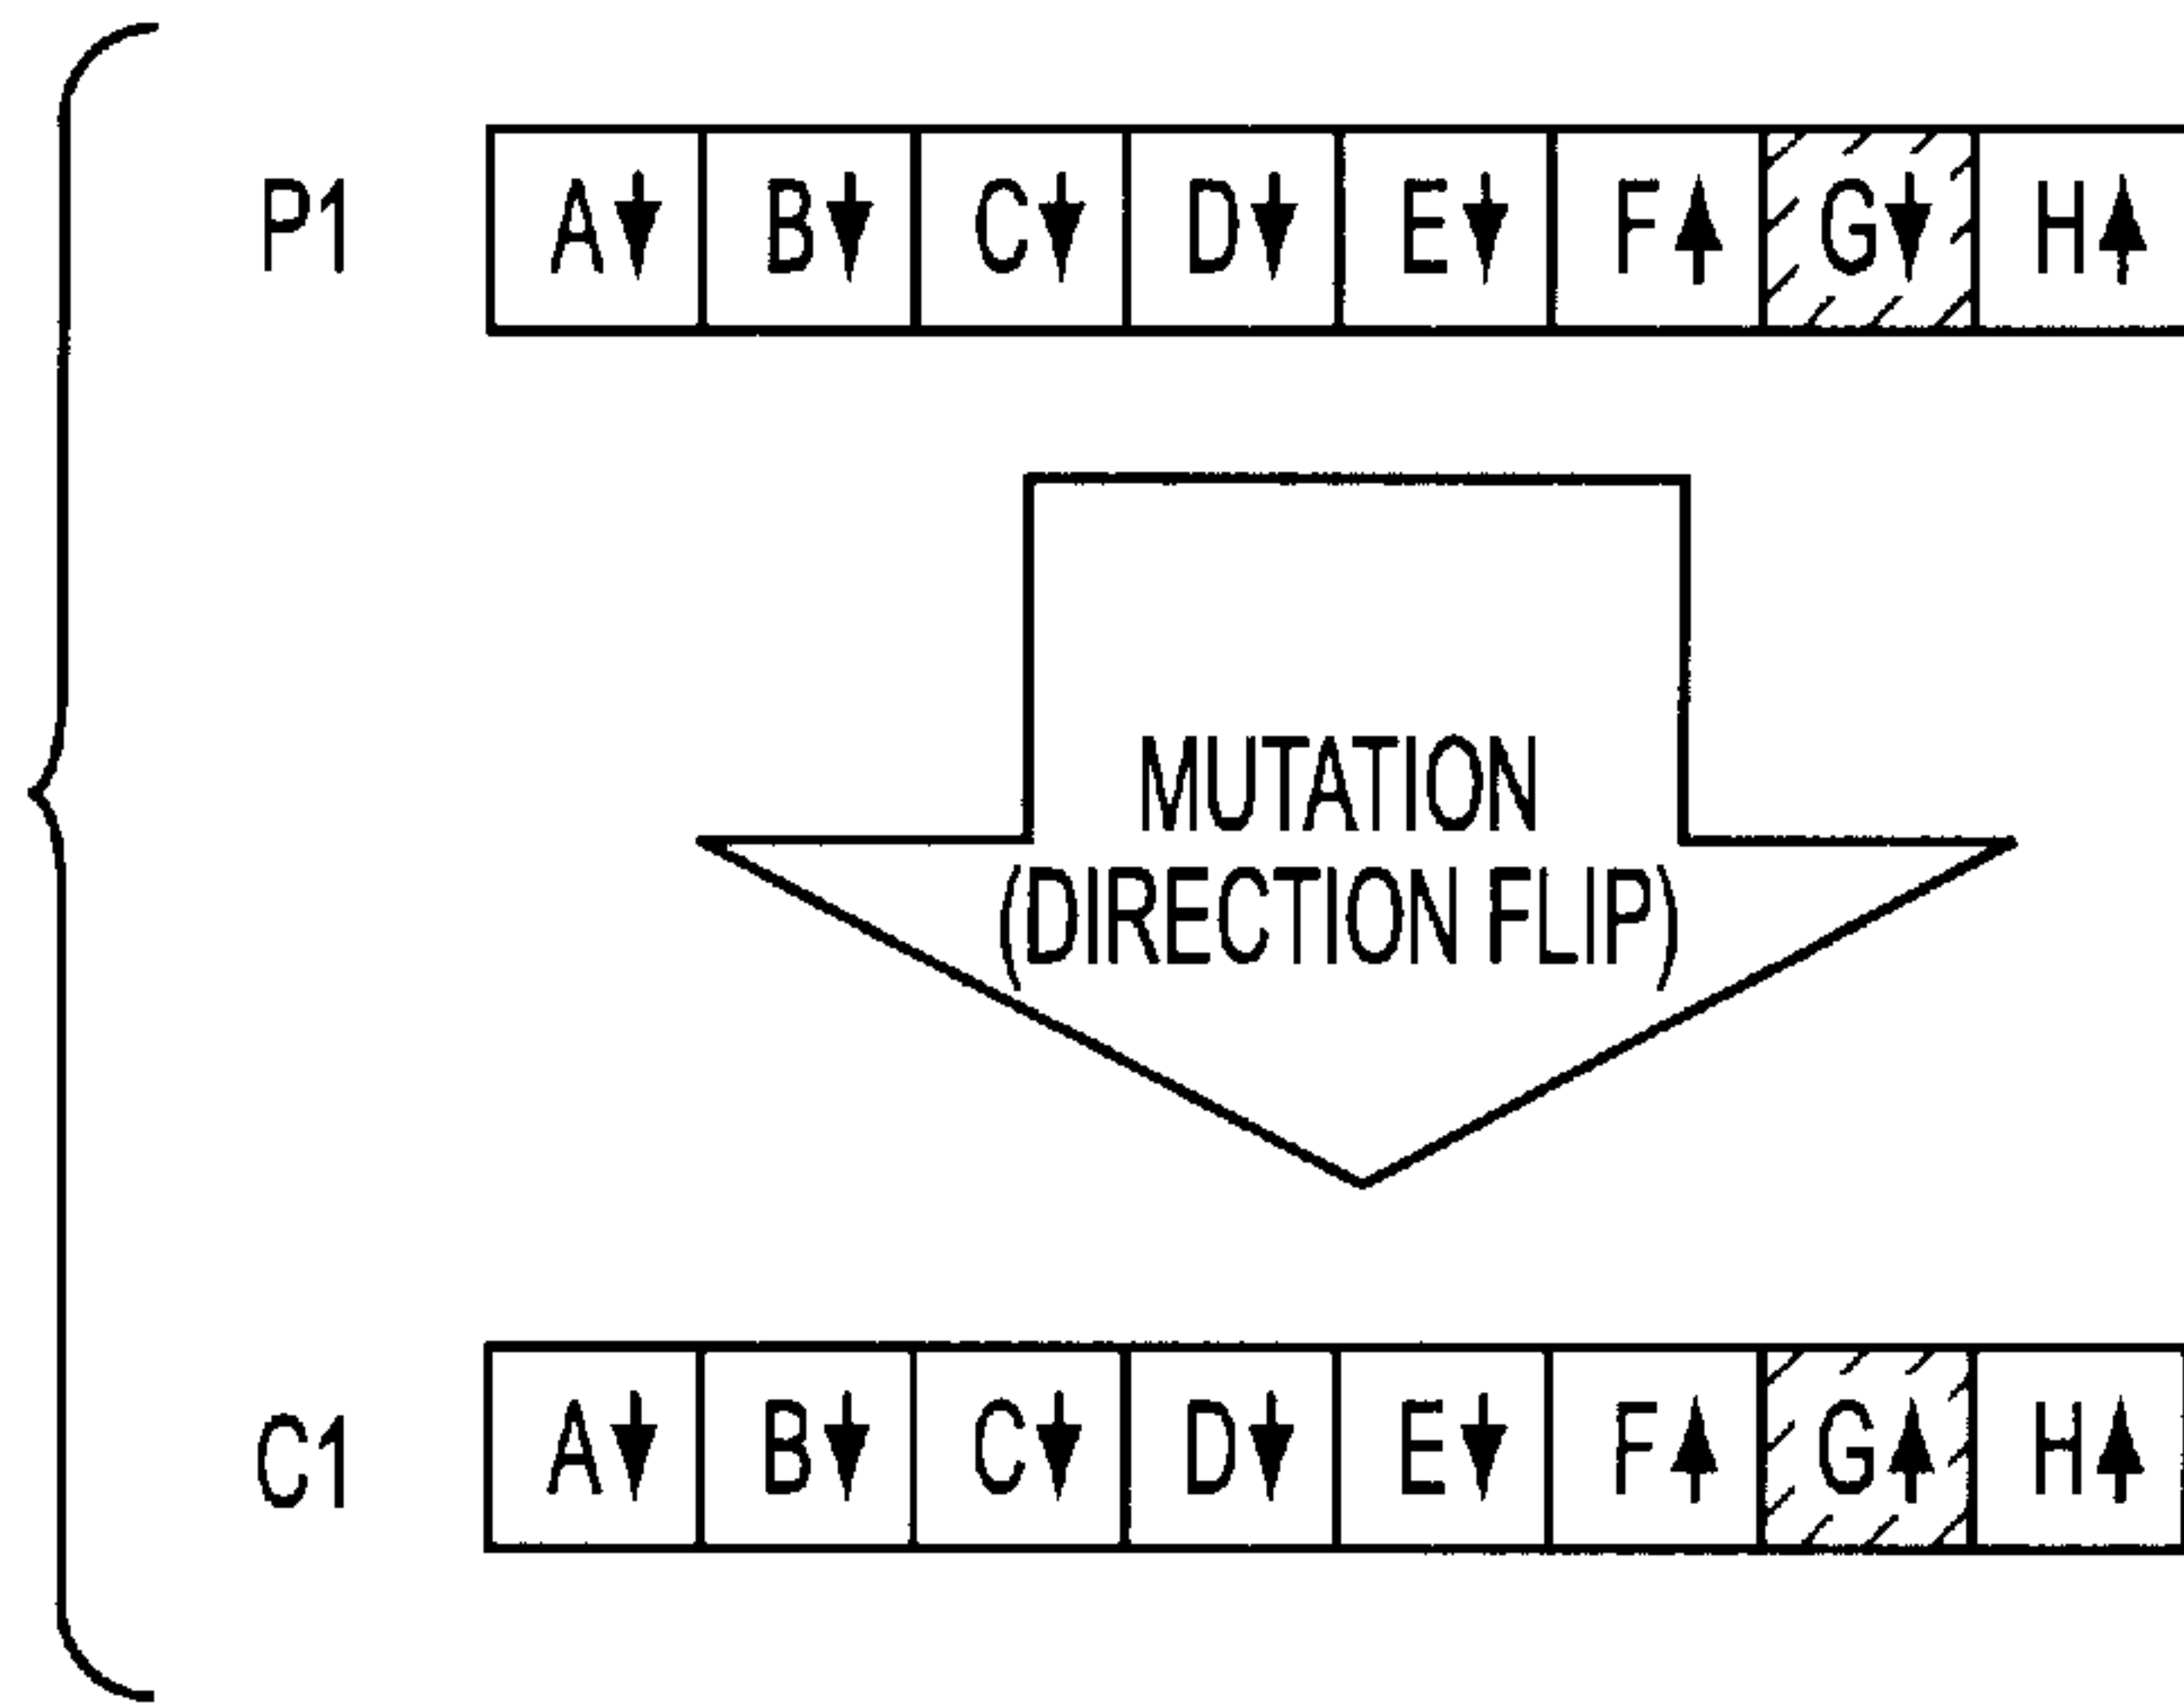 P1 A↓ B↓ C↓ D↓ E↓ F↑ G↓ H↑
MUTATION
(DIRECTION FLIP)
C1 A↓ B↓ C↓ D↓ E↓ F↑ G↑ H↑